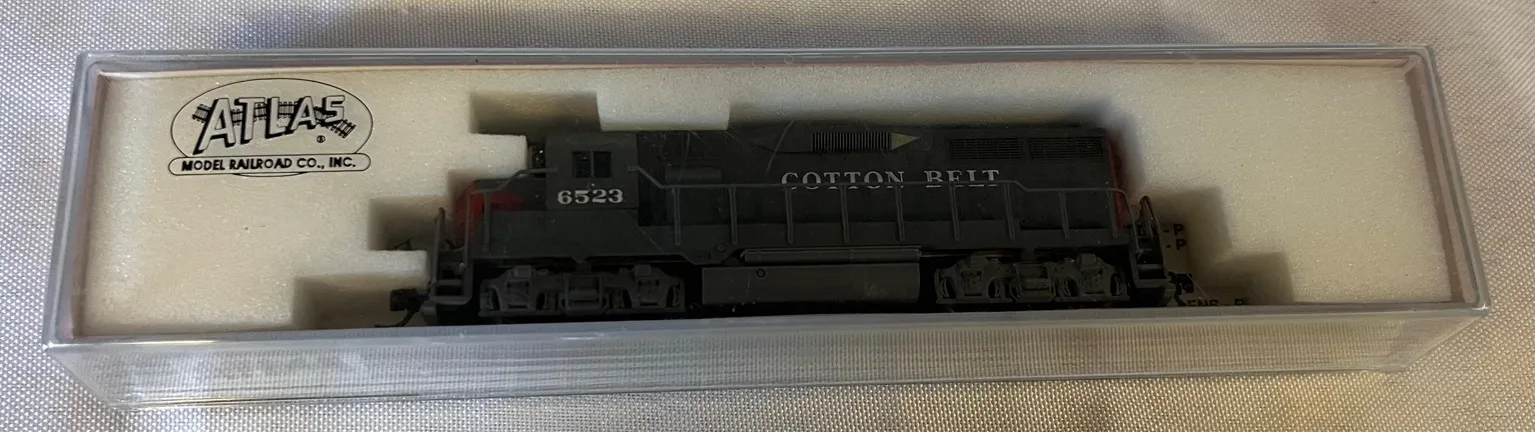 ATLAS
®
MODEL RAILROAD CO., INC.
6523
COTTON BELT
- P
- P